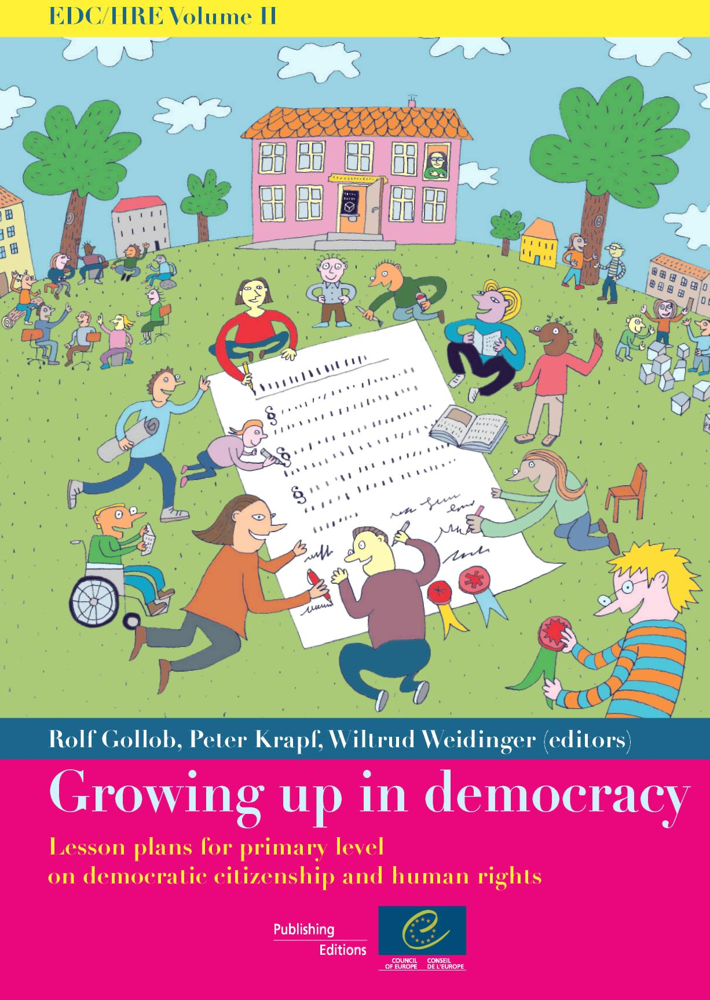 EDC/HRE Volume II
§
§
§
Rolf Gollob, Peter Krapf, Wiltrud Weidinger (editors)
Growing up in democracy
Lesson plans for primary level
on democratic citizenship and human rights
Publishing
Editions
COUNCIL CONSEIL
OF EUROPE DE L'EUROPE